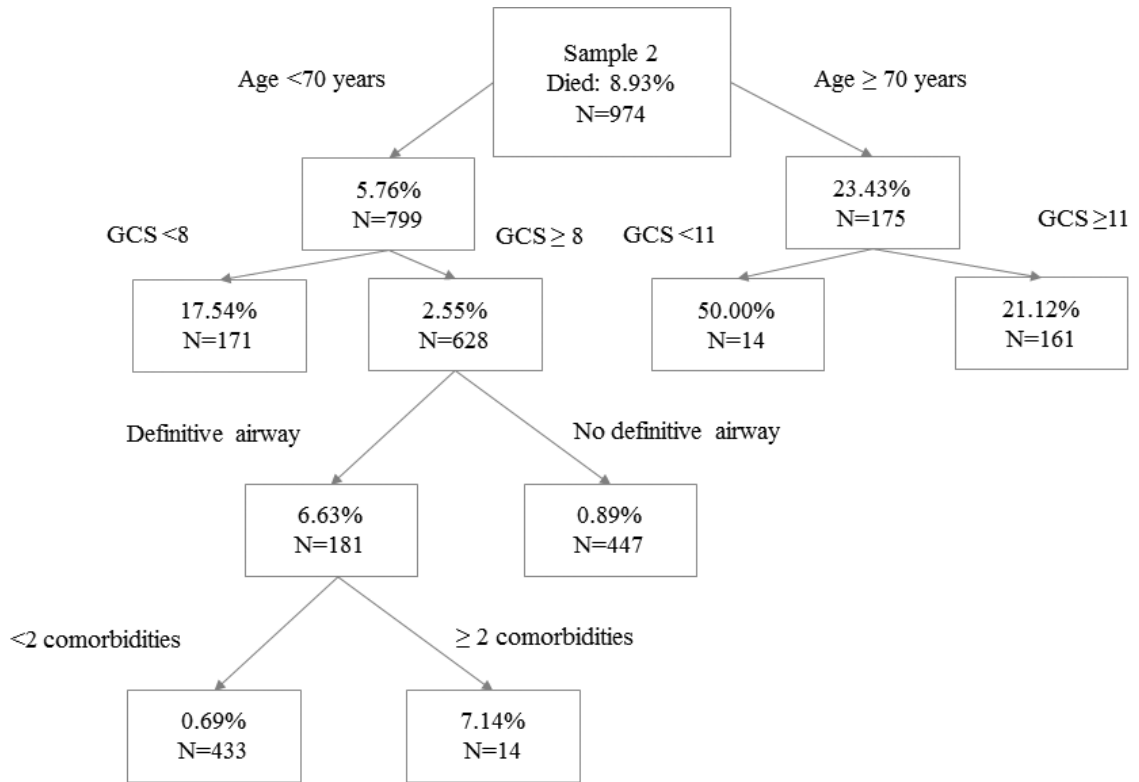 Sample 2
Died: 8.93%
N=974
Age <70 years
Age ≥ 70 years
5.76%
N=799
23.43%
N=175
GCS <8
GCS ≥ 8
GCS <11
GCS ≥11
17.54%
N=171
2.55%
N=628
50.00%
N=14
21.12%
N=161
Definitive airway
No definitive airway
6.63%
N=181
0.89%
N=447
<2 comorbidities
≥ 2 comorbidities
0.69%
N=433
7.14%
N=14